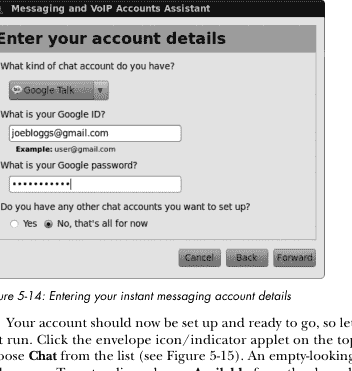 Messaging and VoIP Accounts Assistant
Enter your account details
What kind of chat account do you have?
Google Talk
What is your Google ID?
joebloggs@gmail.com
Example: user@gmail.com
What is your Google password?
•••••••••••
Do you have any other chat accounts you want to set up?
Yes No, that's all for now
Cancel Back Forward
ure 5-14: Entering your instant messaging account details
Your account should now be set up and ready to go, so let
t run. Click the envelope icon/indicator applet on the top
oose Chat from the list (see Figure 5-15). An empty-looking